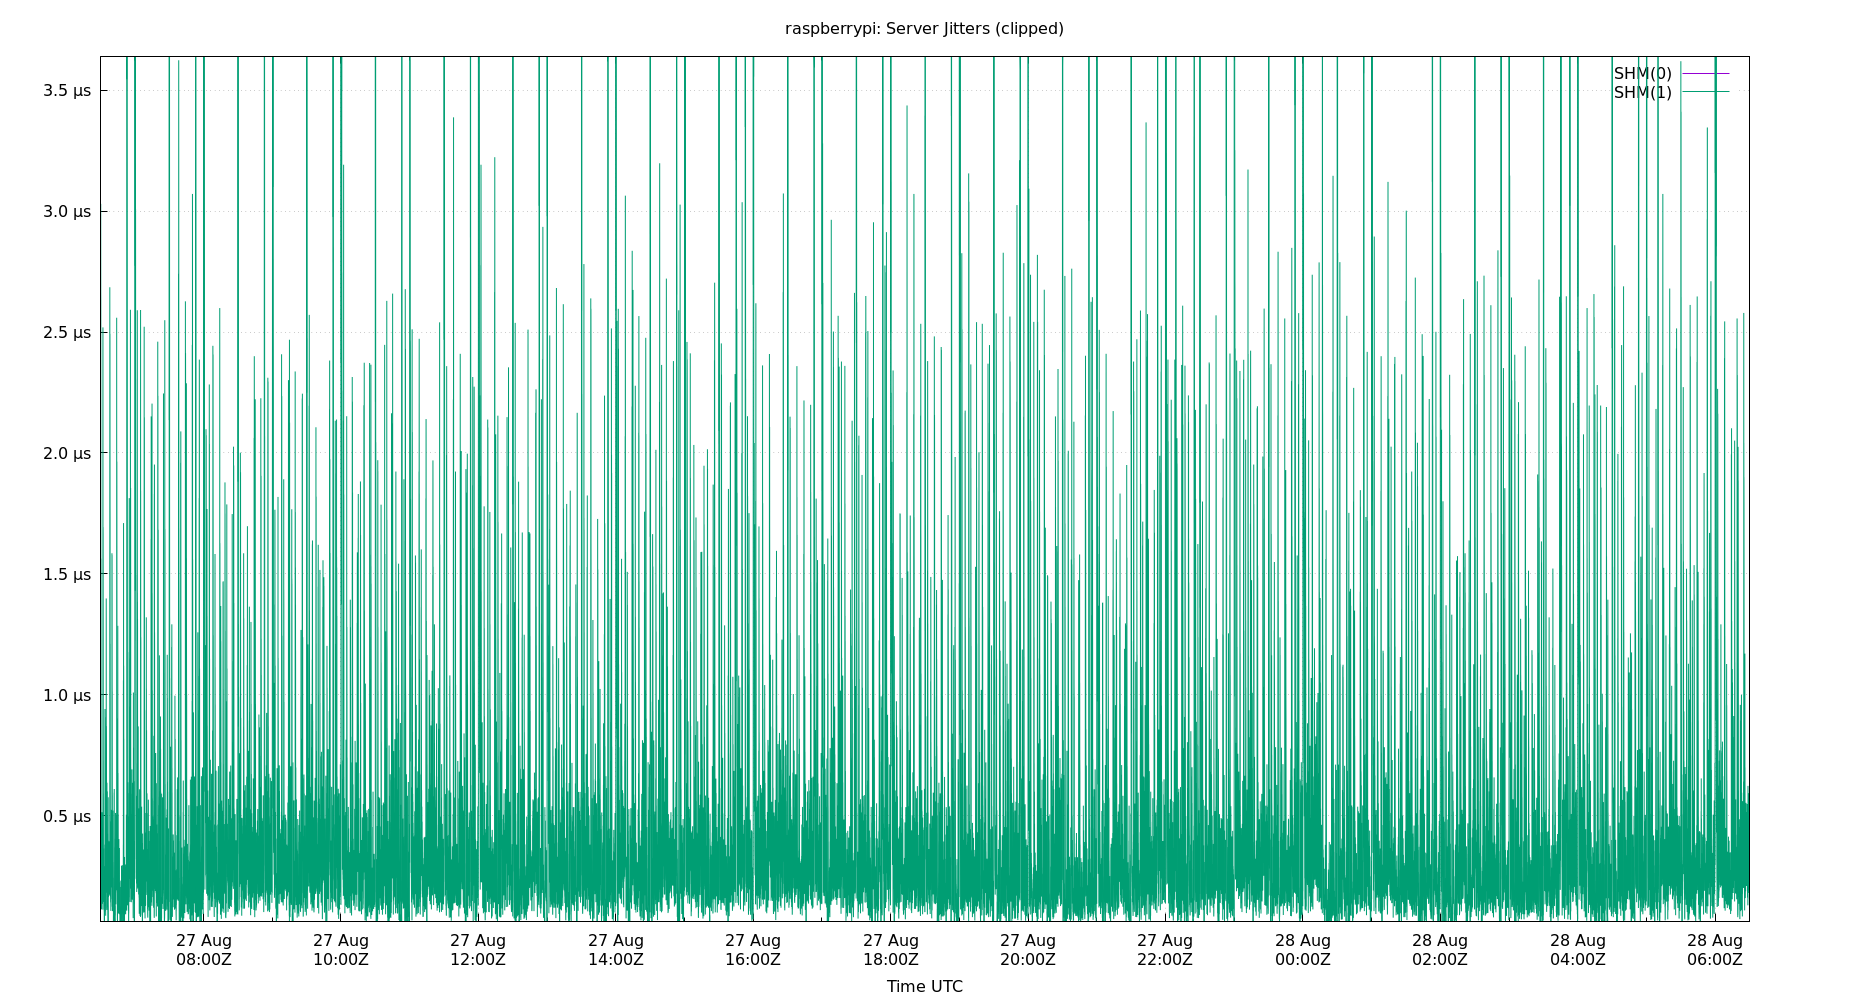 raspberrypi: Server Jitters (clipped)
SHM(0)
SHM(1)
3.5 μs
3.0 μs
2.5 μs
2.0 μs
1.5 μs
1.0 μs
0.5 μs
27 Aug 27 Aug 27 Aug 27 Aug 27 Aug 27 Aug 27 Aug 27 Aug 28 Aug 28 Aug 28 Aug 28 Aug
08:00Z 10:00Z 12:00Z 14:00Z 16:00Z 18:00Z 20:00Z 22:00Z 00:00Z 02:00Z 04:00Z 06:00Z
Time UTC